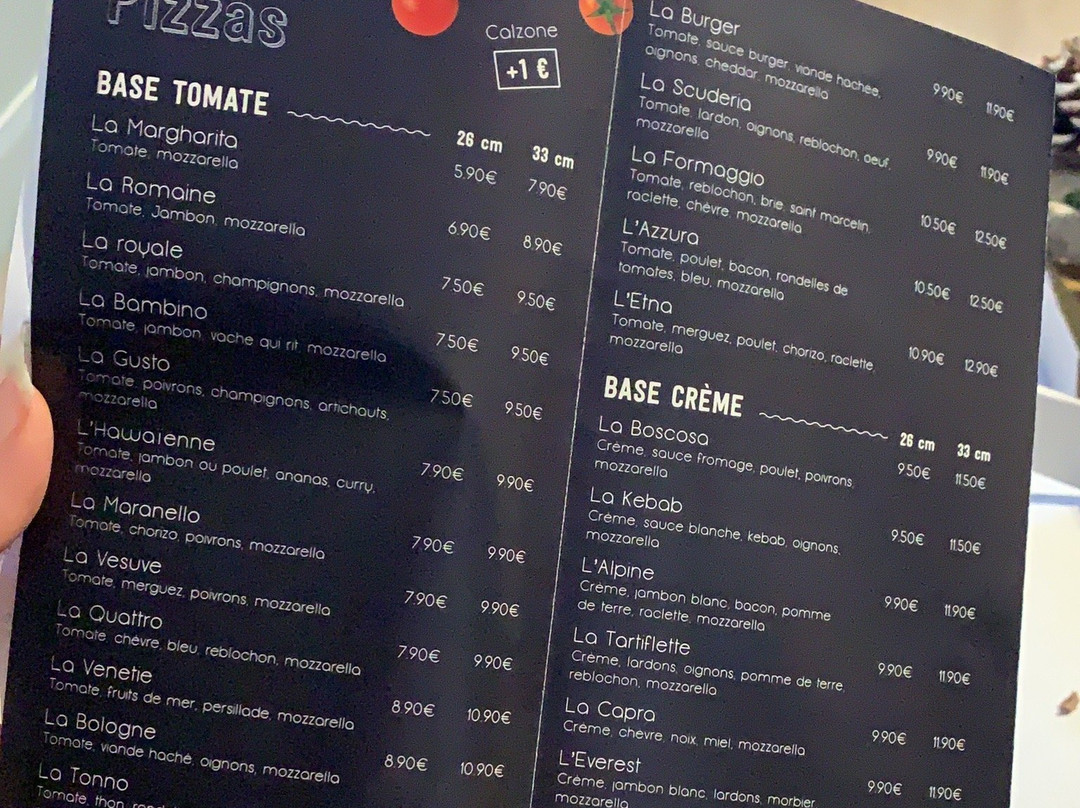 Pizzas
Calzone
+1 €
BASE TOMATE
26 cm 33 cm
La Margharita
5.90€ 7.90€
Tomate, mozzarella
La Romaine
6.90€ 8.90€
Tomate, Jambon, mozzarella
La royale
7.50€ 9.50€
Tomate, jambon, champignons, mozzarella
La Bambino
7.50€ 9.50€
Tomate, jambon, vache qui rit, mozzarella
La Gusto
7.50€ 9.50€
Tomate, poivrons, champignons, artichauts,
mozzarella
L'Hawaïenne
7.90€ 9.90€
Tomate, jambon ou poulet, ananas, curry,
mozzarella
La Maranello
7.90€ 9.90€
Tomate, chorizo, poivrons, mozzarella
La Vesuve
7.90€ 9.90€
Tomate, merguez, poivrons, mozzarella
La Quattro
7.90€ 9.90€
Tomate, chèvre, bleu, reblochon, mozzarella
La Venetie
8.90€ 10.90€
Tomate, fruits de mer, persillade, mozzarella
La Bologne
8.90€ 10.90€
Tomate, viande haché, oignons, mozzarella
La Tonno
Tomate, thon,
La Burger
9.90€ 11.90€
Tomate, sauce burger, viande hachée,
oignons, cheddar, mozzarella
La Scuderia
9.90€ 11.90€
Tomate, lardon, oignons, reblochon, oeuf,
mozzarella
La Formaggio
10.50€ 12.50€
Tomate, reblochon, brie, saint marcelin,
raclette, chèvre, mozzarella
L'Azzura
10.50€ 12.50€
Tomate, poulet, bacon, rondelles de
tomates, bleu, mozzarella
L'Etna
10.90€ 12.90€
Tomate, merguez, poulet, chorizo, raclette,
mozzarella
BASE CRÈME
26 cm 33 cm
La Boscosa
9.50€ 11.50€
Crème, sauce fromage, poulet, poivrons,
mozzarella
La Kebab
9.50€ 11.50€
Crème, sauce blanche, kebab, oignons,
mozzarella
L'Alpine
9.90€ 11.90€
Crème, jambon blanc, bacon, pomme
de terre, raclette, mozzarella
La Tartiflette
9.90€ 11.90€
Crème, lardons, oignons, pomme de terre,
reblochon, mozzarella
La Capra
9.90€ 11.90€
Crème, chèvre, noix, miel, mozzarella
L'Everest
9.90€ 11.90€
Crème, jambon blanc, lardons, morbier,
mozzarella